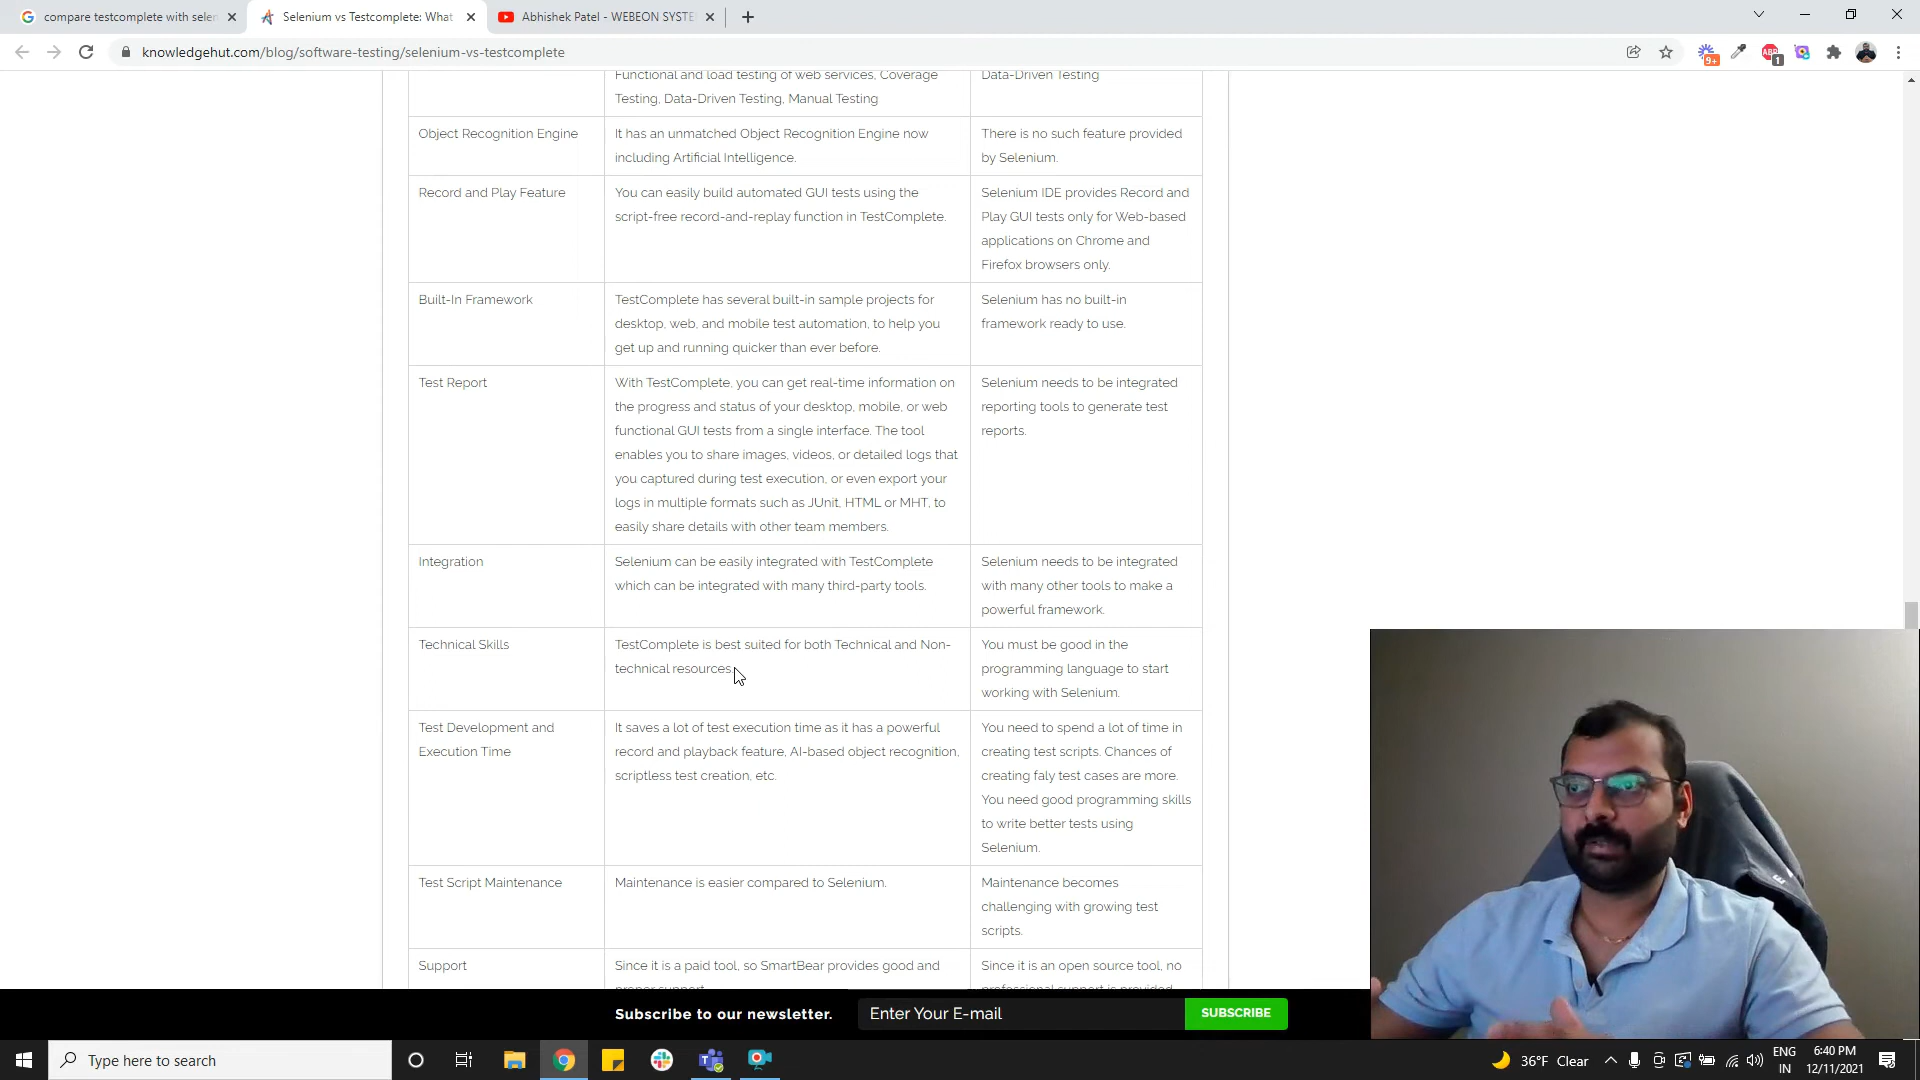 compare testcomplete with selen
Selenium vs Testcomplete: What
Abhishek Patel - WEBEON SYSTE
knowledgehut.com/blog/software-testing/selenium-vs-testcomplete
9+
ABP
1
Functional and load testing of web services, Coverage
Testing, Data-Driven Testing, Manual Testing
Data-Driven Testing
Object Recognition Engine
It has an unmatched Object Recognition Engine now
including Artificial Intelligence.
There is no such feature provided
by Selenium.
Record and Play Feature
You can easily build automated GUI tests using the
script-free record-and-replay function in TestComplete.
Selenium IDE provides Record and
Play GUI tests only for Web-based
applications on Chrome and
Firefox browsers only.
Built-In Framework
TestComplete has several built-in sample projects for
desktop, web, and mobile test automation, to help you
get up and running quicker than ever before.
Selenium has no built-in
framework ready to use.
Test Report
With TestComplete, you can get real-time information on
the progress and status of your desktop, mobile, or web
functional GUI tests from a single interface. The tool
enables you to share images, videos, or detailed logs that
you captured during test execution, or even export your
logs in multiple formats such as JUnit, HTML or MHT, to
easily share details with other team members.
Selenium needs to be integrated
reporting tools to generate test
reports.
Integration
Selenium can be easily integrated with TestComplete
which can be integrated with many third-party tools.
Selenium needs to be integrated
with many other tools to make a
powerful framework.
Technical Skills
TestComplete is best suited for both Technical and Non-
technical resources.
You must be good in the
programming language to start
working with Selenium.
Test Development and
Execution Time
It saves a lot of test execution time as it has a powerful
record and playback feature, AI-based object recognition,
scriptless test creation, etc.
You need to spend a lot of time in
creating test scripts. Chances of
creating faly test cases are more.
You need good programming skills
to write better tests using
Selenium.
Test Script Maintenance
Maintenance is easier compared to Selenium.
Maintenance becomes
challenging with growing test
scripts.
Support
Since it is a paid tool, so SmartBear provides good and
proper support.
Since it is an open source tool, no
professional support is provided
Subscribe to our newsletter.
Enter Your E-mail
SUBSCRIBE
Type here to search
36°F Clear
ENG
IN
6:40 PM
12/11/2021